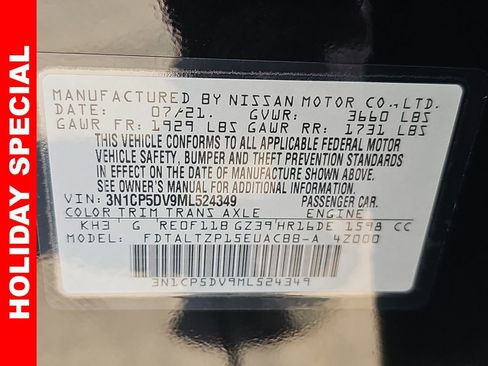 HOLIDAY SPECIAL
MANUFACTURED BY NISSAN MOTOR CO.,LTD.
DATE: 07/21. GVWR: 3660 LBS
GAWR FR: 1929 LBS GAWR RR: 1731 LBS
THIS VEHICLE CONFORMS TO ALL APPLICABLE FEDERAL MOTOR
VEHICLE SAFETY, BUMPER AND THEFT PREVENTION STANDARDS
IN EFFECT ON THE DATE OF MANUFACTURE SHOWN ABOVE.
SEE OWNER'S MANUAL FOR ADDITIONAL INFORMATION.
VIN: 3N1CP5DV9ML524349 PASSENGER CAR.
COLOR TRIM TRANS AXLE ENGINE
KH3 G RE0F11B GZ39 HR16DE 1598 CC
MODEL: FDTALTZP15EUACBB-A 4Z000
3N1CP5DV9ML524349